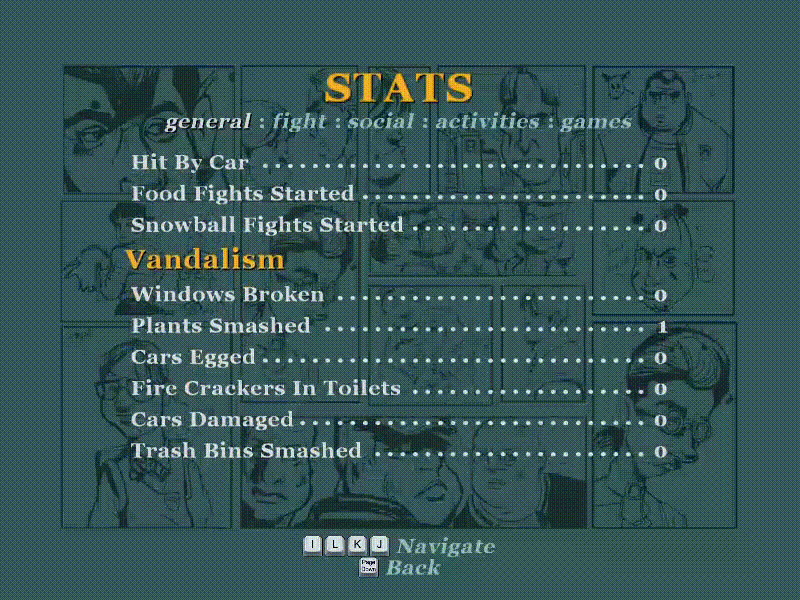 STATS
general : fight : social : activities : games
Hit By Car . . . . . . . . . . . . . . . . . . . . . . . . . . . . . . . 0
Food Fights Started . . . . . . . . . . . . . . . . . . . . . . . 0
Snowball Fights Started . . . . . . . . . . . . . . . . . . . 0
Vandalism
Windows Broken . . . . . . . . . . . . . . . . . . . . . . . . . 0
Plants Smashed . . . . . . . . . . . . . . . . . . . . . . . . . . 1
Cars Egged . . . . . . . . . . . . . . . . . . . . . . . . . . . . . . . 0
Fire Crackers In Toilets . . . . . . . . . . . . . . . . . . . 0
Cars Damaged . . . . . . . . . . . . . . . . . . . . . . . . . . . . 0
Trash Bins Smashed . . . . . . . . . . . . . . . . . . . . . . 0
I L K J Navigate
Page Down Back